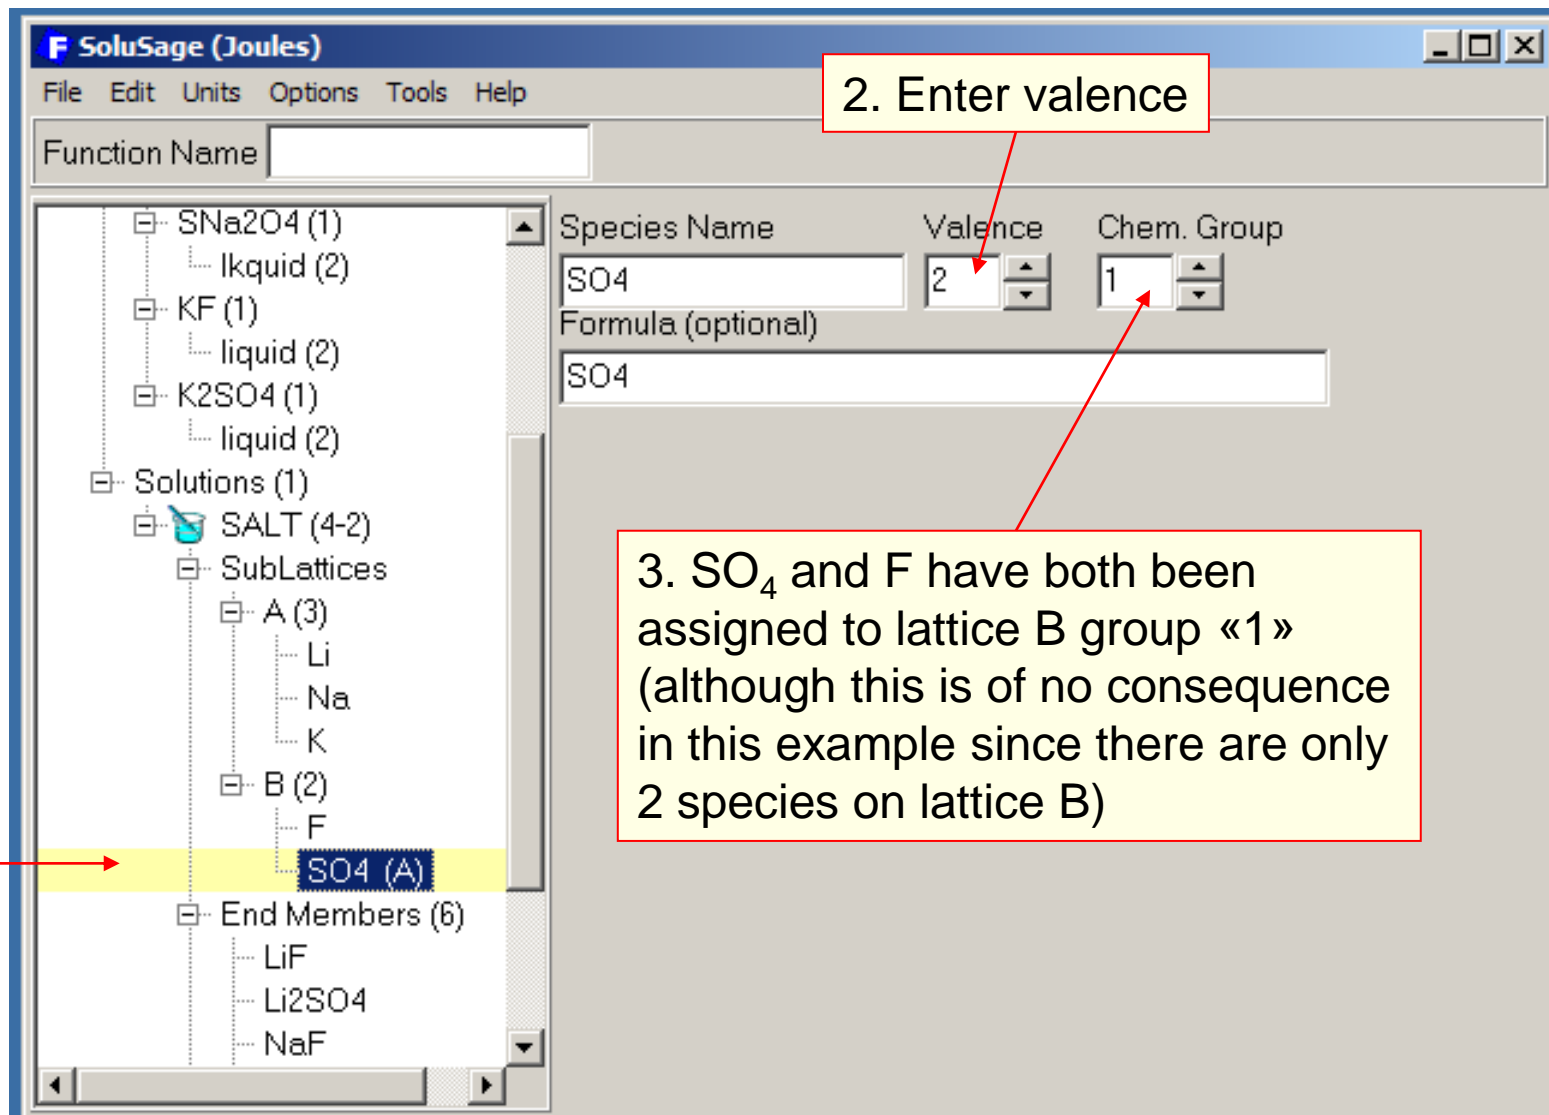 F SoluSage (Joules)
File Edit Units Options Tools Help
2. Enter valence
Function Name
SNa2O4 (1)
lkquid (2)
KF (1)
liquid (2)
K2SO4 (1)
liquid (2)
Solutions (1)
SALT (4-2)
SubLattices
A (3)
Li
Na
K
B (2)
F
SO4 (A)
End Members (6)
LiF
Li2SO4
NaF
Species Name Valence Chem. Group
SO4 2 1
Formula (optional)
SO4
3. SO₄ and F have both been
assigned to lattice B group «1»
(although this is of no consequence
in this example since there are only
2 species on lattice B)